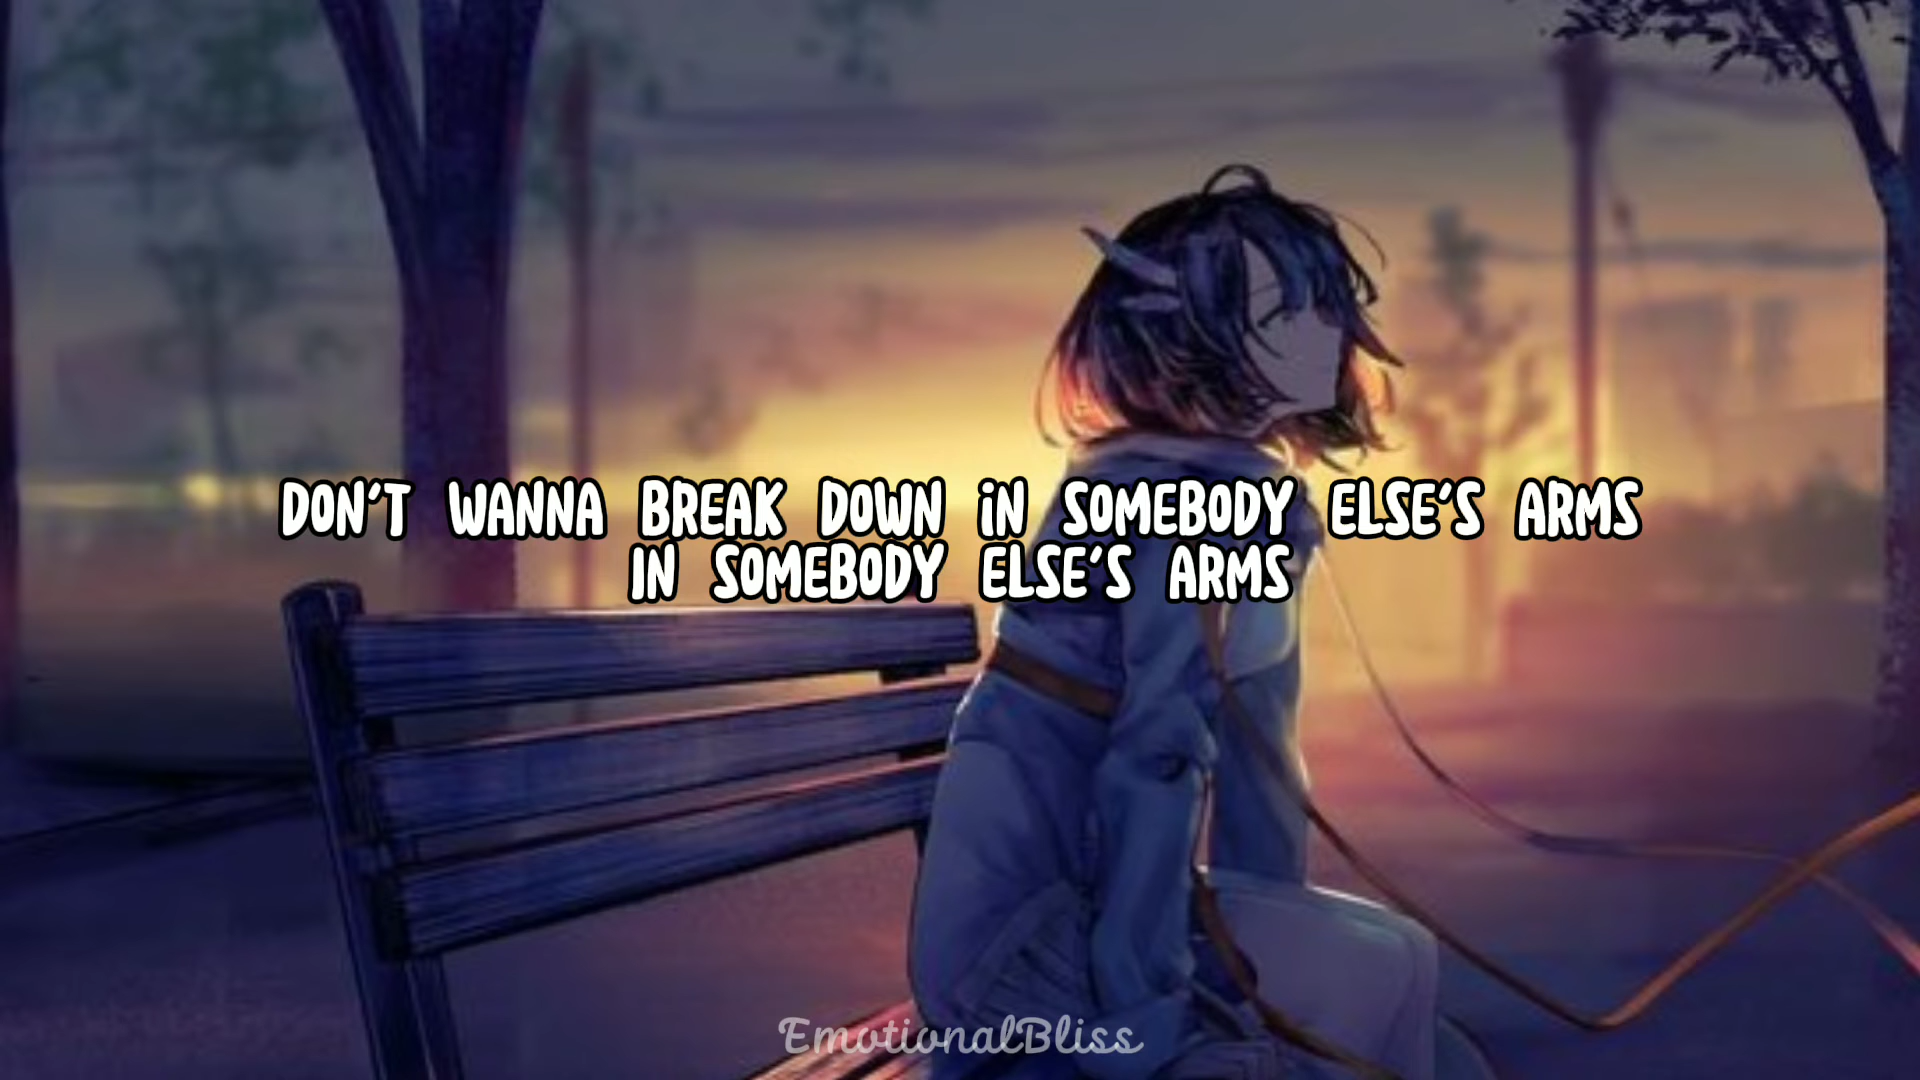 DON'T WANNA BREAK DOWN iN SOMEBODY ELSE'S ARMS
IN SOMEBODY ELSE'S ARMS
EmotionalBliss